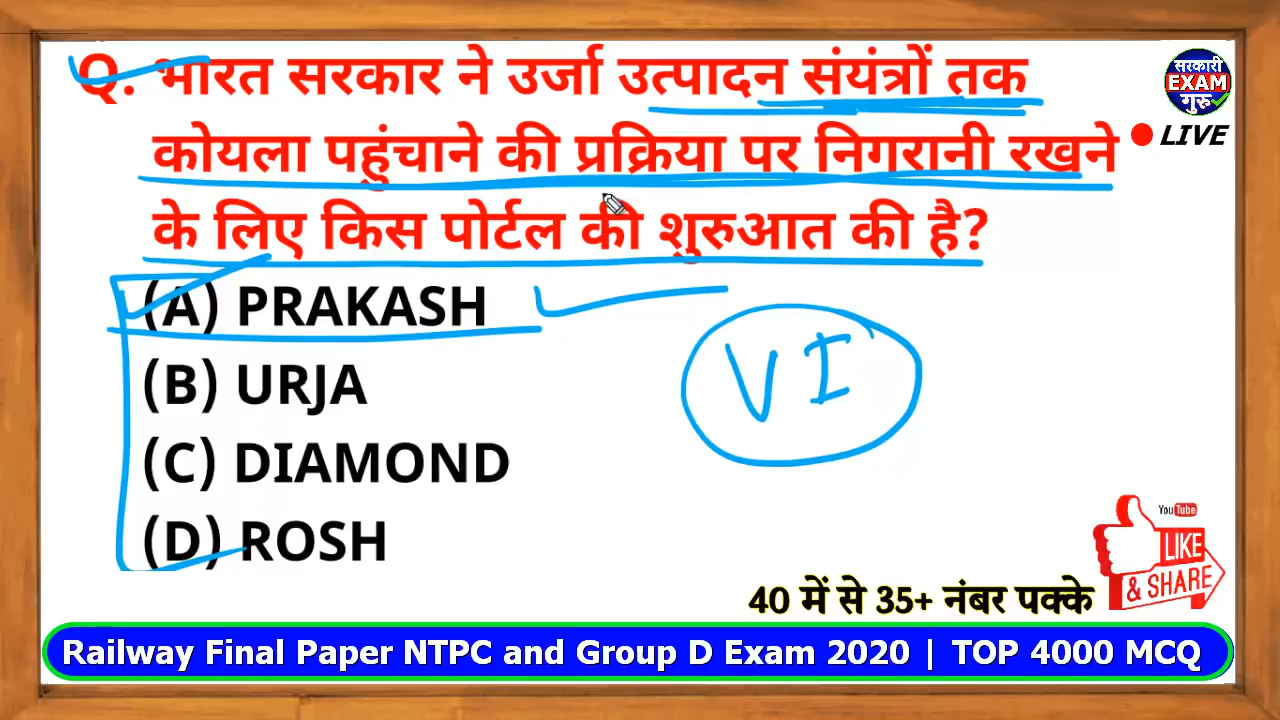 Q. भारत सरकार ने उर्जा उत्पादन संयंत्रों तक
कोयला पहुंचाने की प्रक्रिया पर निगरानी रखने
के लिए किस पोर्टल की शुरुआत की है?
(A) PRAKASH
(B) URJA
(C) DIAMOND
(D) ROSH
VI
सरकारी
EXAM
गुरु
LIVE
YouTube
LIKE
& SHARE
40 में से 35+ नंबर पक्के
Railway Final Paper NTPC and Group D Exam 2020 | TOP 4000 MCQ